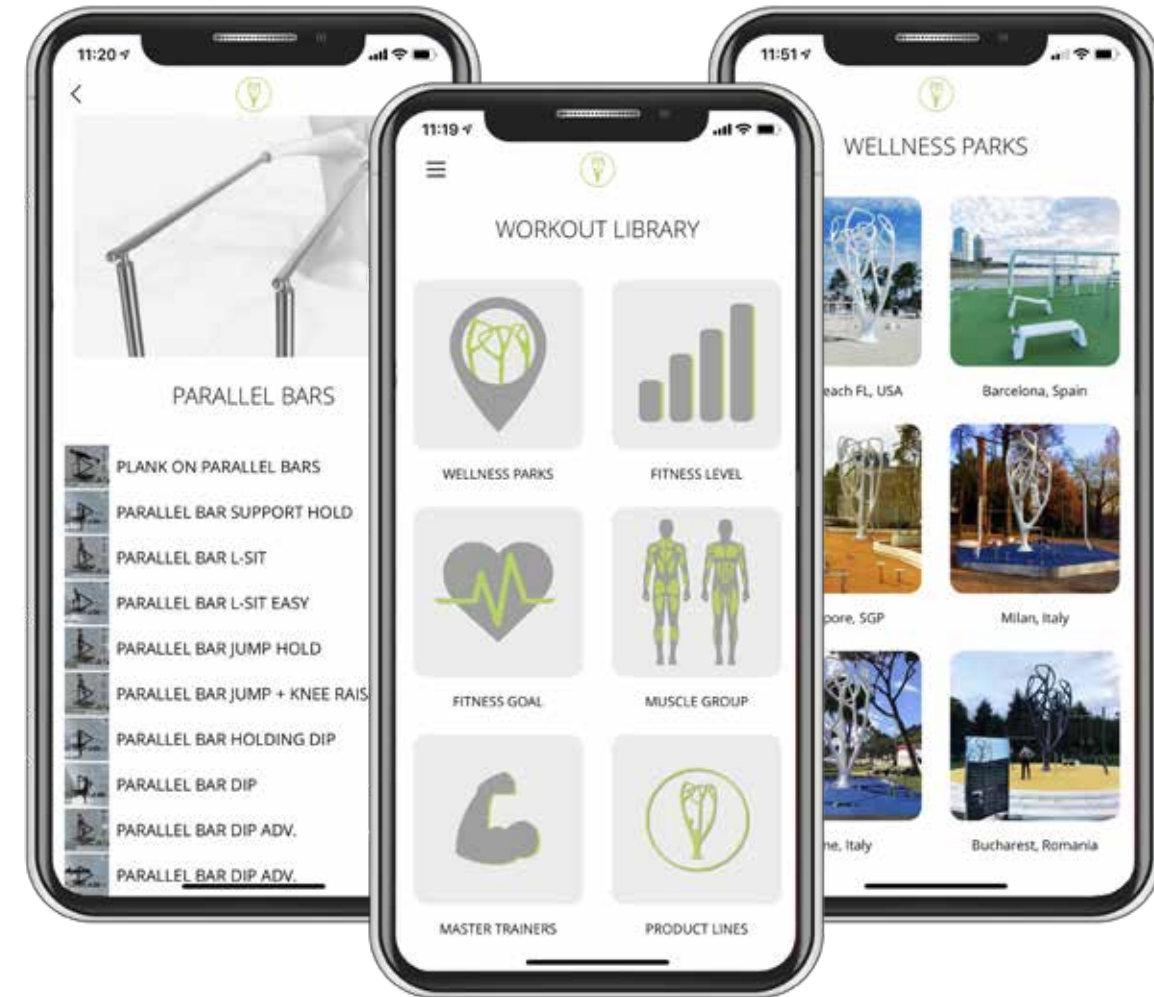 11:20
PARALLEL BARS
PLANK ON PARALLEL BARS
PARALLEL BAR SUPPORT HOLD
PARALLEL BAR L-SIT
PARALLEL BAR L-SIT EASY
PARALLEL BAR JUMP HOLD
PARALLEL BAR JUMP + KNEE RAIS
PARALLEL BAR HOLDING DIP
PARALLEL BAR DIP
PARALLEL BAR DIP ADV.
PARALLEL BAR DIP ADV.
11:19
WORKOUT LIBRARY
WELLNESS PARKS
FITNESS LEVEL
FITNESS GOAL
MUSCLE GROUP
MASTER TRAINERS
PRODUCT LINES
11:51
WELLNESS PARKS
each FL, USA
Barcelona, Spain
pore, SGP
Milan, Italy
ne, Italy
Bucharest, Romania